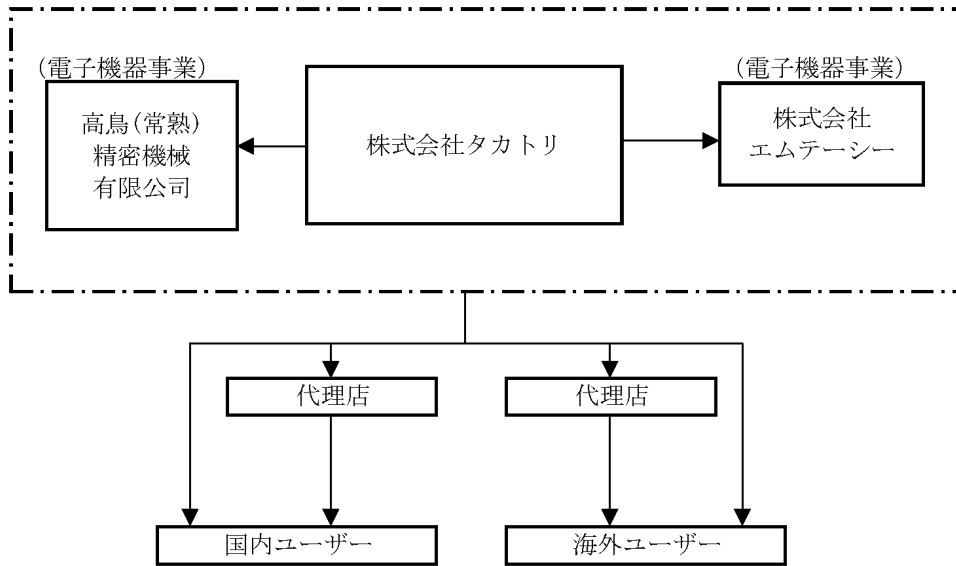 (電子機器事業)
高鳥(常熟)
精密機械
有限公司
株式会社タカトリ
(電子機器事業)
株式会社
エムテーシー
代理店
代理店
国内ユーザー
海外ユーザー